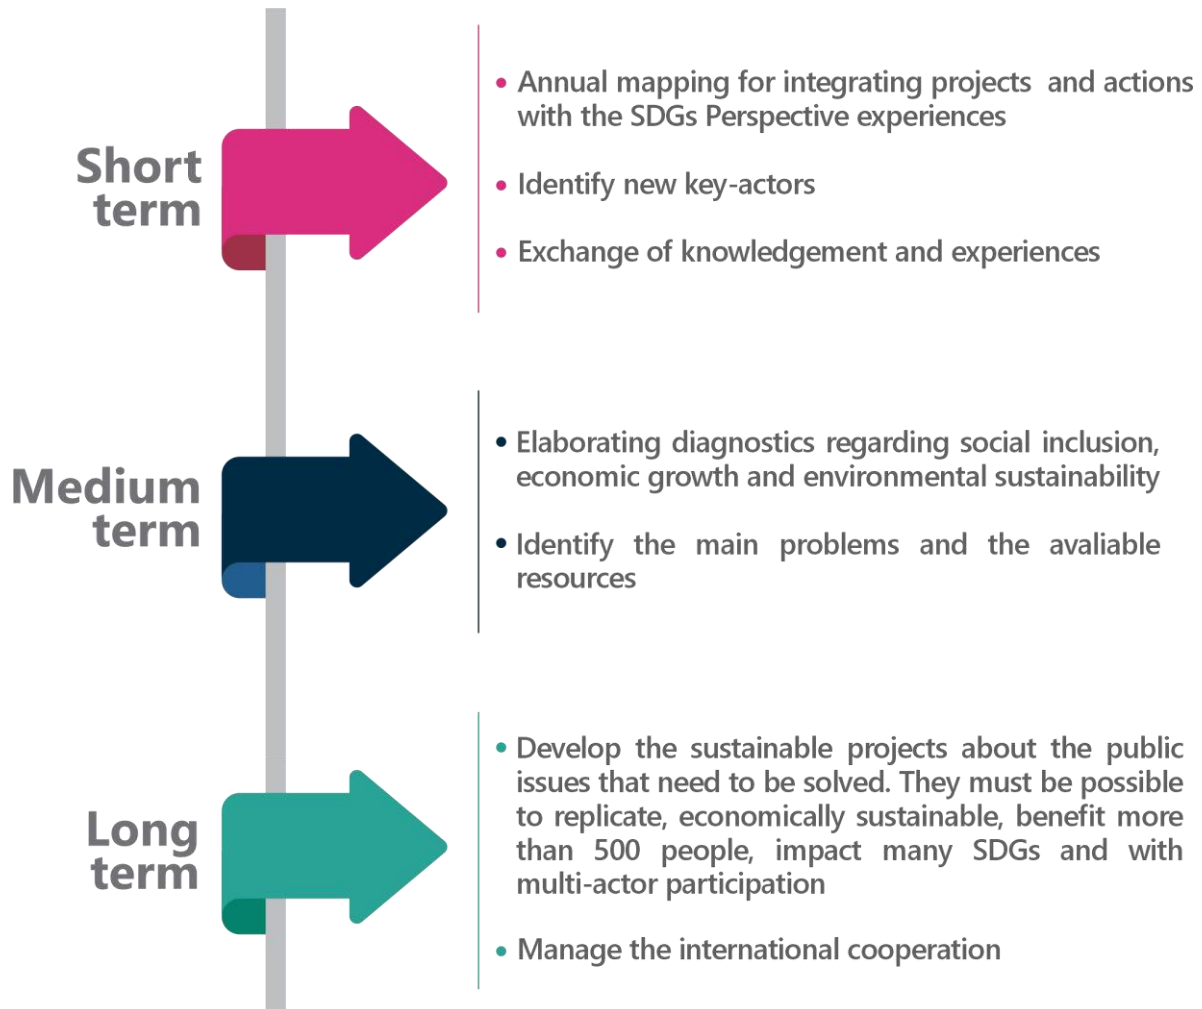 Short
term
• Annual mapping for integrating projects and actions
with the SDGs Perspective experiences
• Identify new key-actors
• Exchange of knowledgement and experiences
Medium
term
• Elaborating diagnostics regarding social inclusion,
economic growth and environmental sustainability
• Identify the main problems and the avaliable
resources
Long
term
• Develop the sustainable projects about the public
issues that need to be solved. They must be possible
to replicate, economically sustainable, benefit more
than 500 people, impact many SDGs and with
multi-actor participation
• Manage the international cooperation